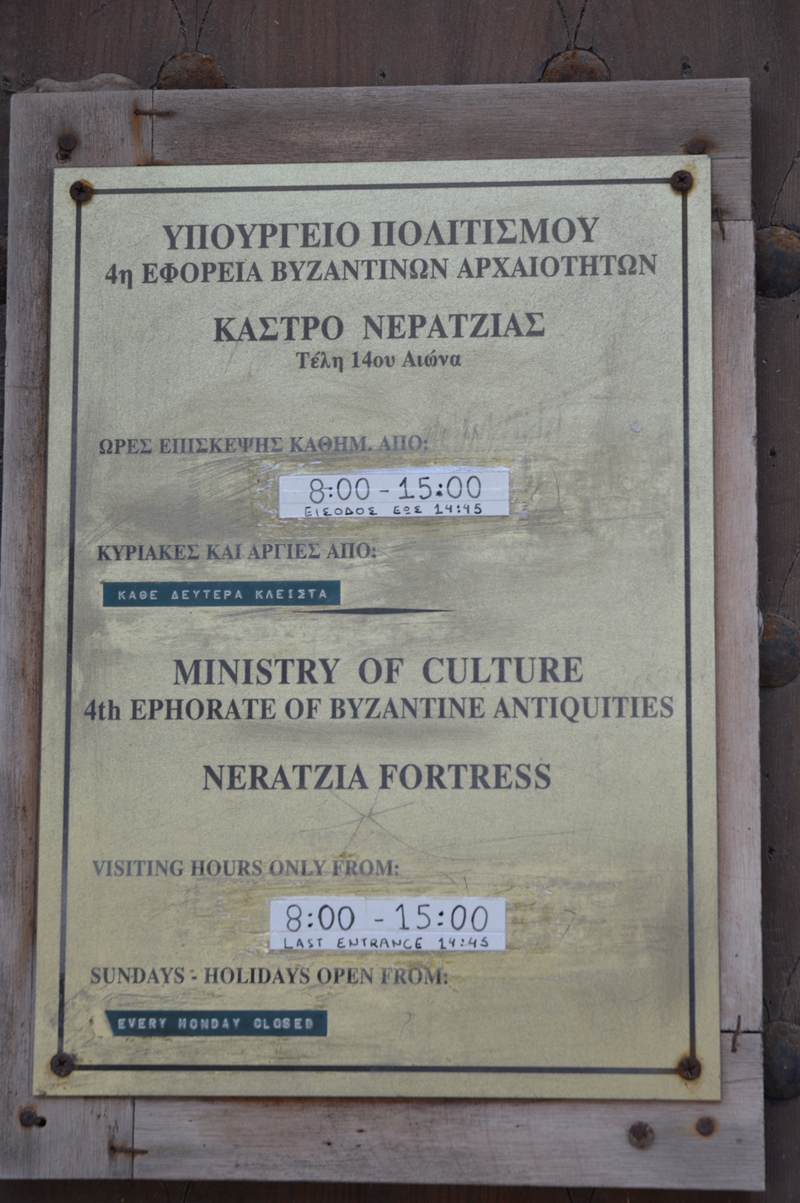 ΥΠΟΥΡΓΕΙΟ ΠΟΛΙΤΙΣΜΟΥ
4η ΕΦΟΡΕΙΑ ΒΥΖΑΝΤΙΝΩΝ ΑΡΧΑΙΟΤΗΤΩΝ
ΚΑΣΤΡΟ ΝΕΡΑΤΖΙΑΣ
Τέλη 14ου Αιώνα
ΩΡΕΣ ΕΠΙΣΚΕΨΗΣ ΚΑΘΗΜ. ΑΠΟ:
8:00 - 15:00
ΕΙΣΟΔΟΣ ΕΩΣ 14:45
ΚΥΡΙΑΚΕΣ ΚΑΙ ΑΡΓΙΕΣ ΑΠΟ:
ΚΑΘΕ ΔΕΥΤΕΡΑ ΚΛΕΙΣΤΑ
MINISTRY OF CULTURE
4th EPHORATE OF BYZANTINE ANTIQUITIES
NERATZIA FORTRESS
VISITING HOURS ONLY FROM:
8:00 - 15:00
LAST ENTRANCE 14:45
SUNDAYS - HOLIDAYS OPEN FROM:
EVERY MONDAY CLOSED